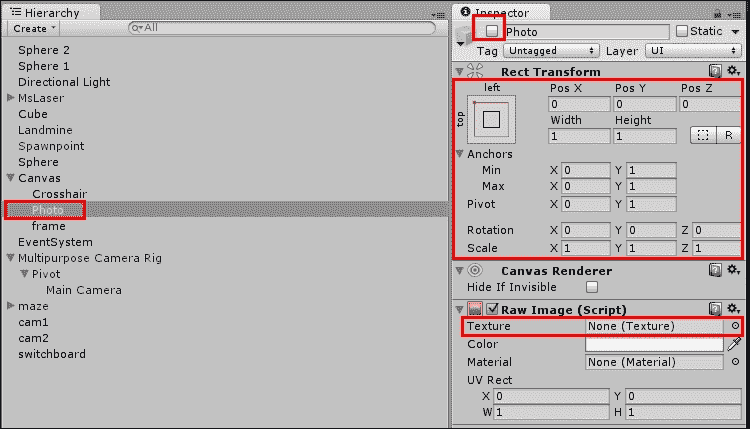 Hierarchy
Create
All
Sphere 2
Sphere 1
Directional Light
MsLaser
Cube
Landmine
Spawnpoint
Sphere
Canvas
Crosshair
Photo
frame
EventSystem
Multipurpose Camera Rig
Pivot
Main Camera
maze
cam1
cam2
switchboard
Inspector
Photo Static
Tag Untagged Layer UI
Rect Transform
left Pos X Pos Y Pos Z
0 0 0
top Width Height
1 1 R
Anchors
Min X 0 Y 1
Max X 0 Y 1
Pivot X 0 Y 1
Rotation X 0 Y 0 Z 0
Scale X 1 Y 1 Z 1
Canvas Renderer
Hide If Invisible
Raw Image (Script)
Texture None (Texture)
Color
Material None (Material)
UV Rect
X 0 Y 0
W 1 H 1